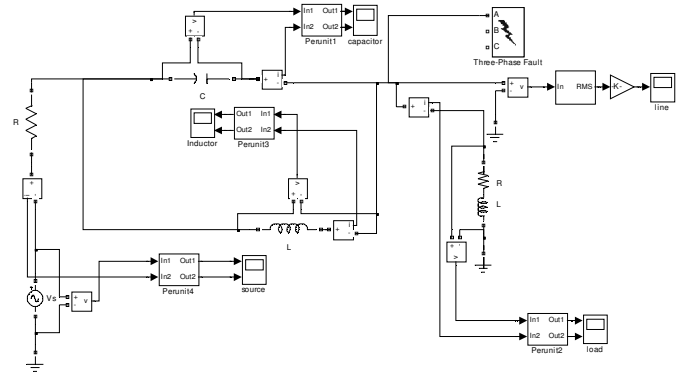 In1 Out1
In2 Out2
Perunit1
capacitor
A
B
C
Three-Phase Fault
v
+
-
i
+
-
+
-
v
+
-
C
R
i
+
-
In
RMS
-K-
line
Out1 In1
Out2 In2
Inductor
Perunit3
v
+ -
R
L
i
+
-
L
i
+
-
+ -
v
In1 Out1
In2 Out2
Perunit4
source
Vs
+
-
v
In1 Out1
In2 Out2
Perunit2
load